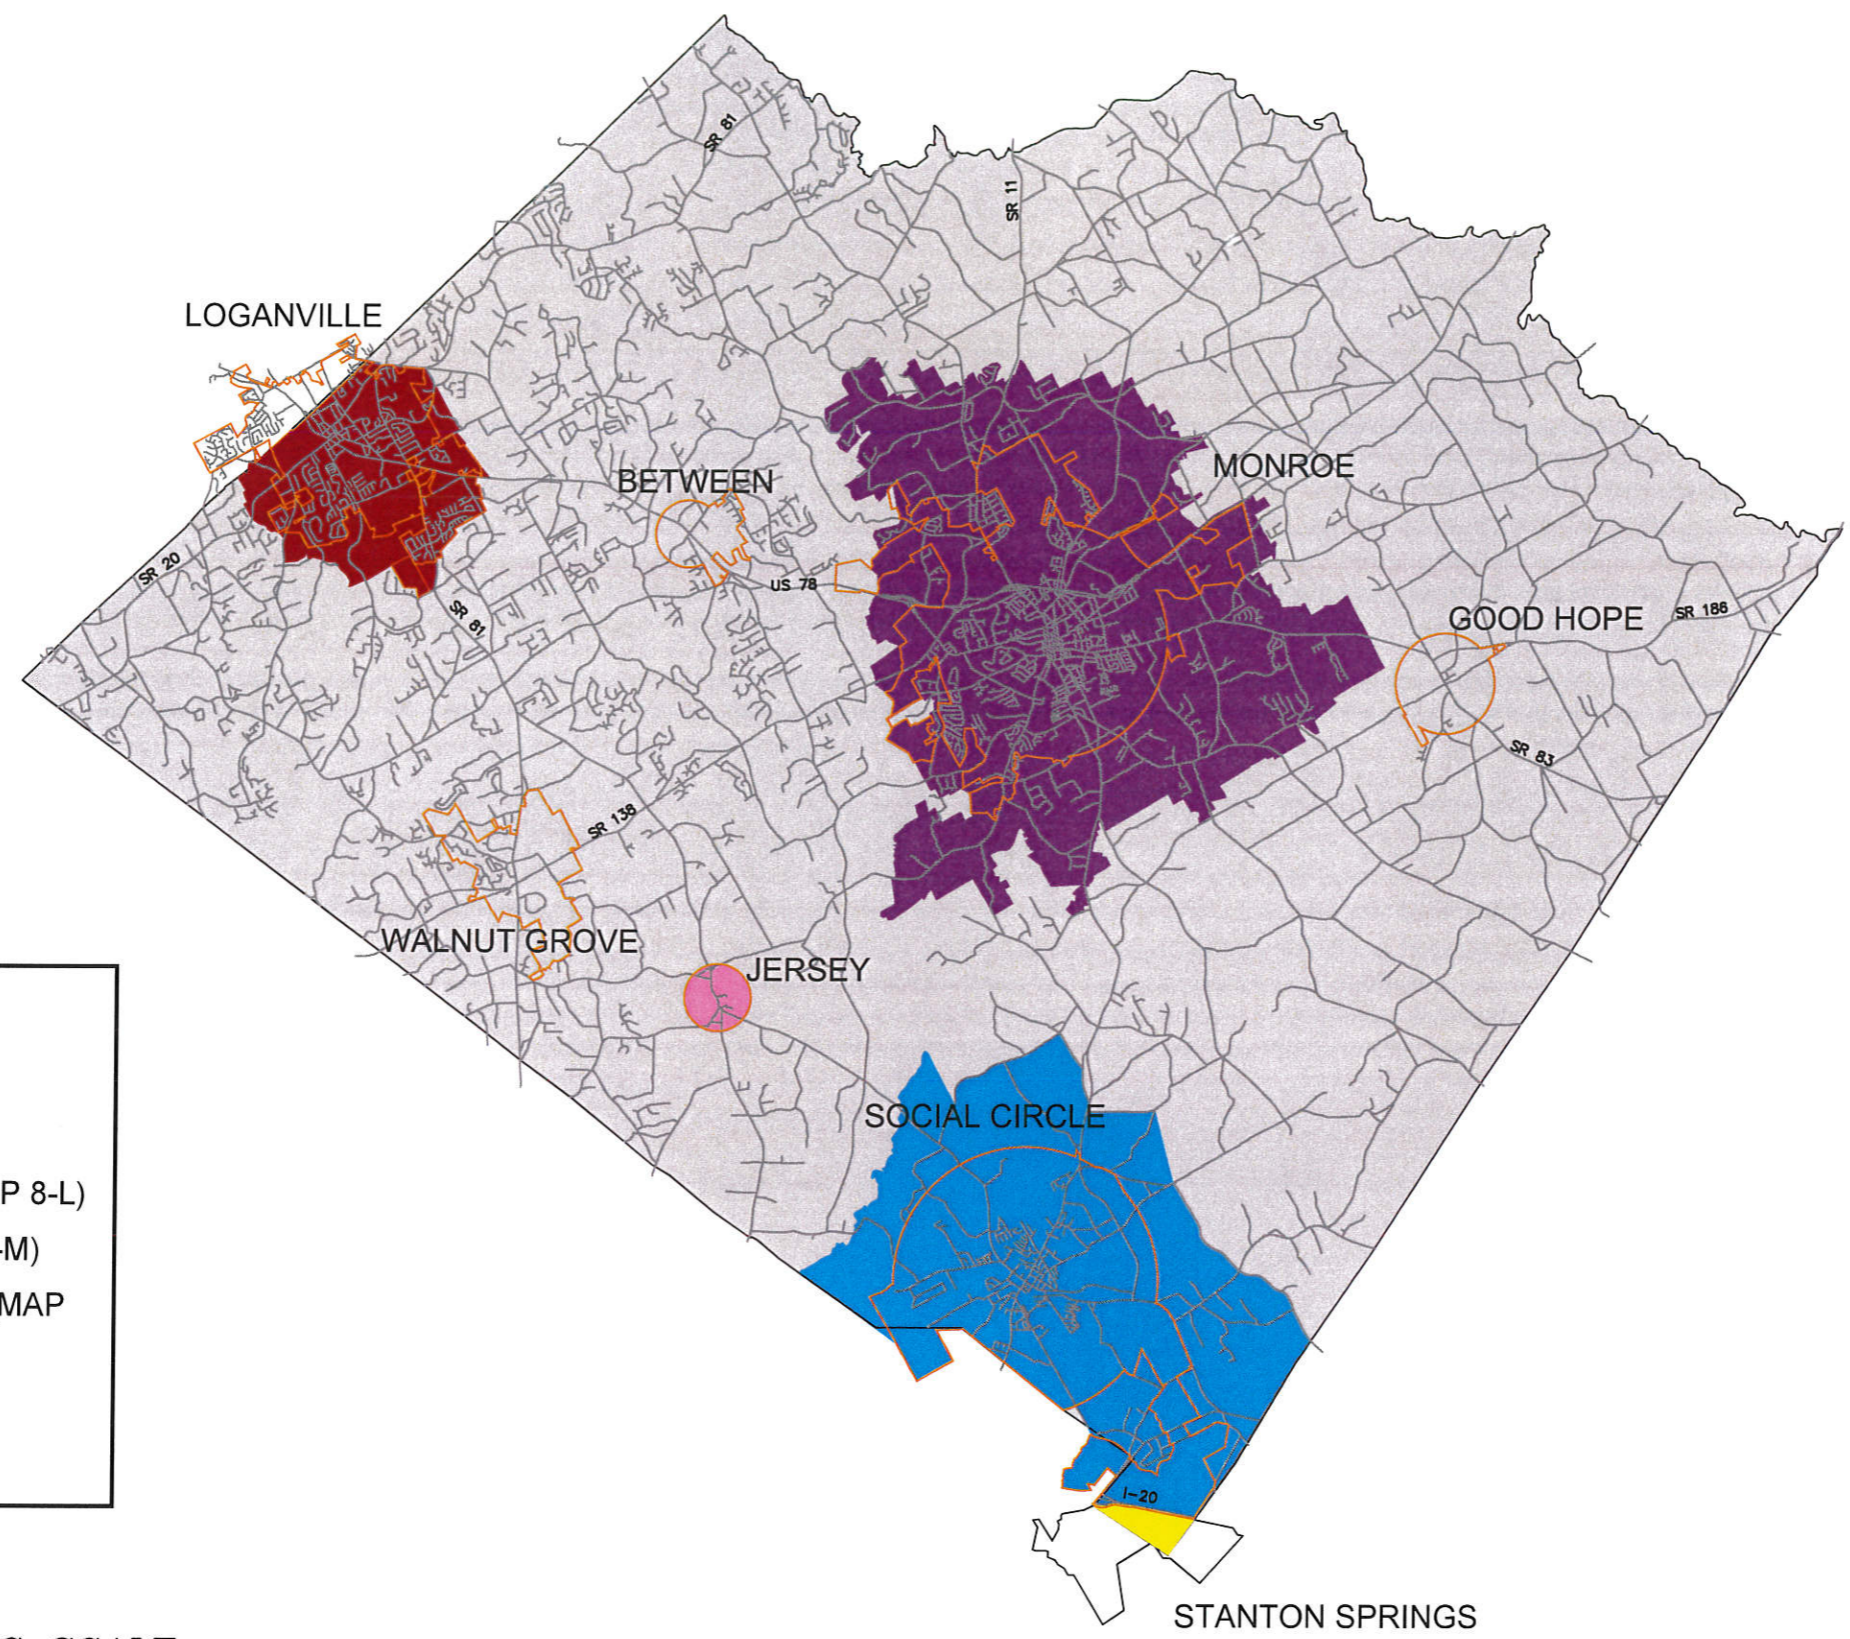 SR 81
SR 11
LOGANVILLE
BETWEEN
MONROE
SR 20
US 78
SR 81
GOOD HOPE
SR 186
SR 83
SR 138
WALNUT GROVE
JERSEY
SOCIAL CIRCLE
P 8-L)
-M)
MAP
I-20
STANTON SPRINGS